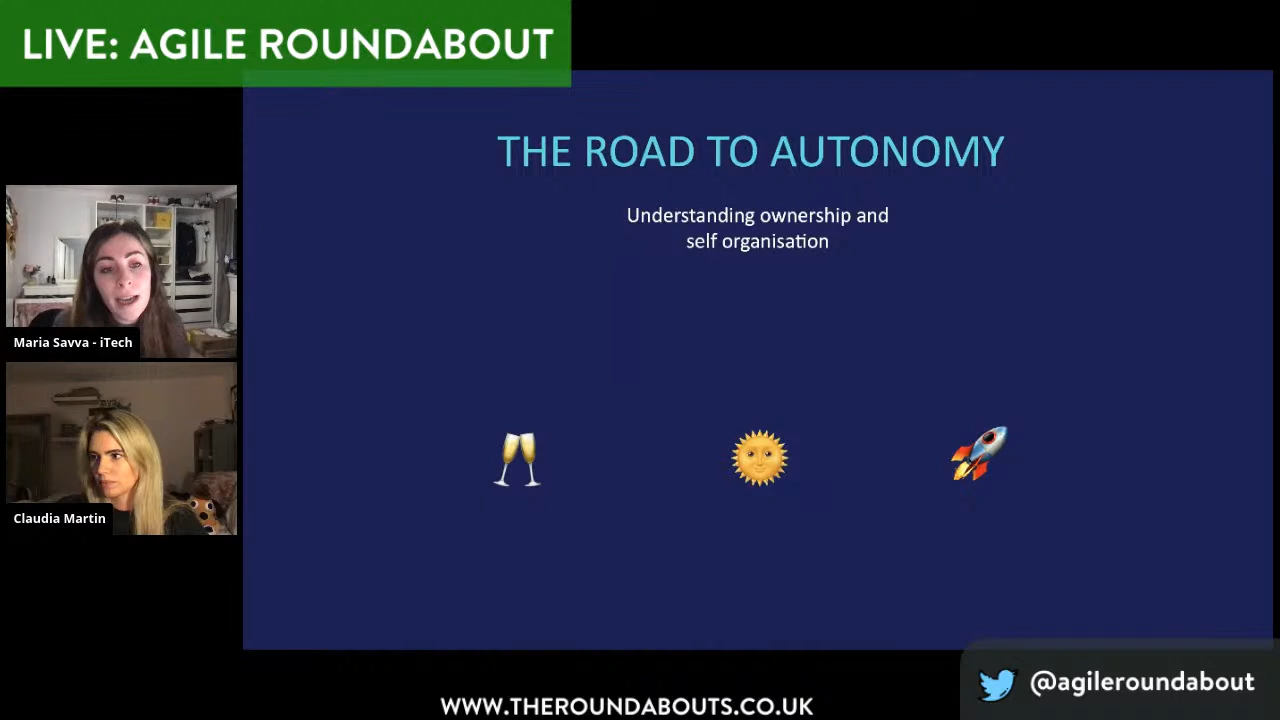 LIVE: AGILE ROUNDABOUT
THE ROAD TO AUTONOMY
Understanding ownership and
self organisation
Maria Savva - iTech
Claudia Martin
@agileroundabout
WWW.THEROUNDABOUTS.CO.UK